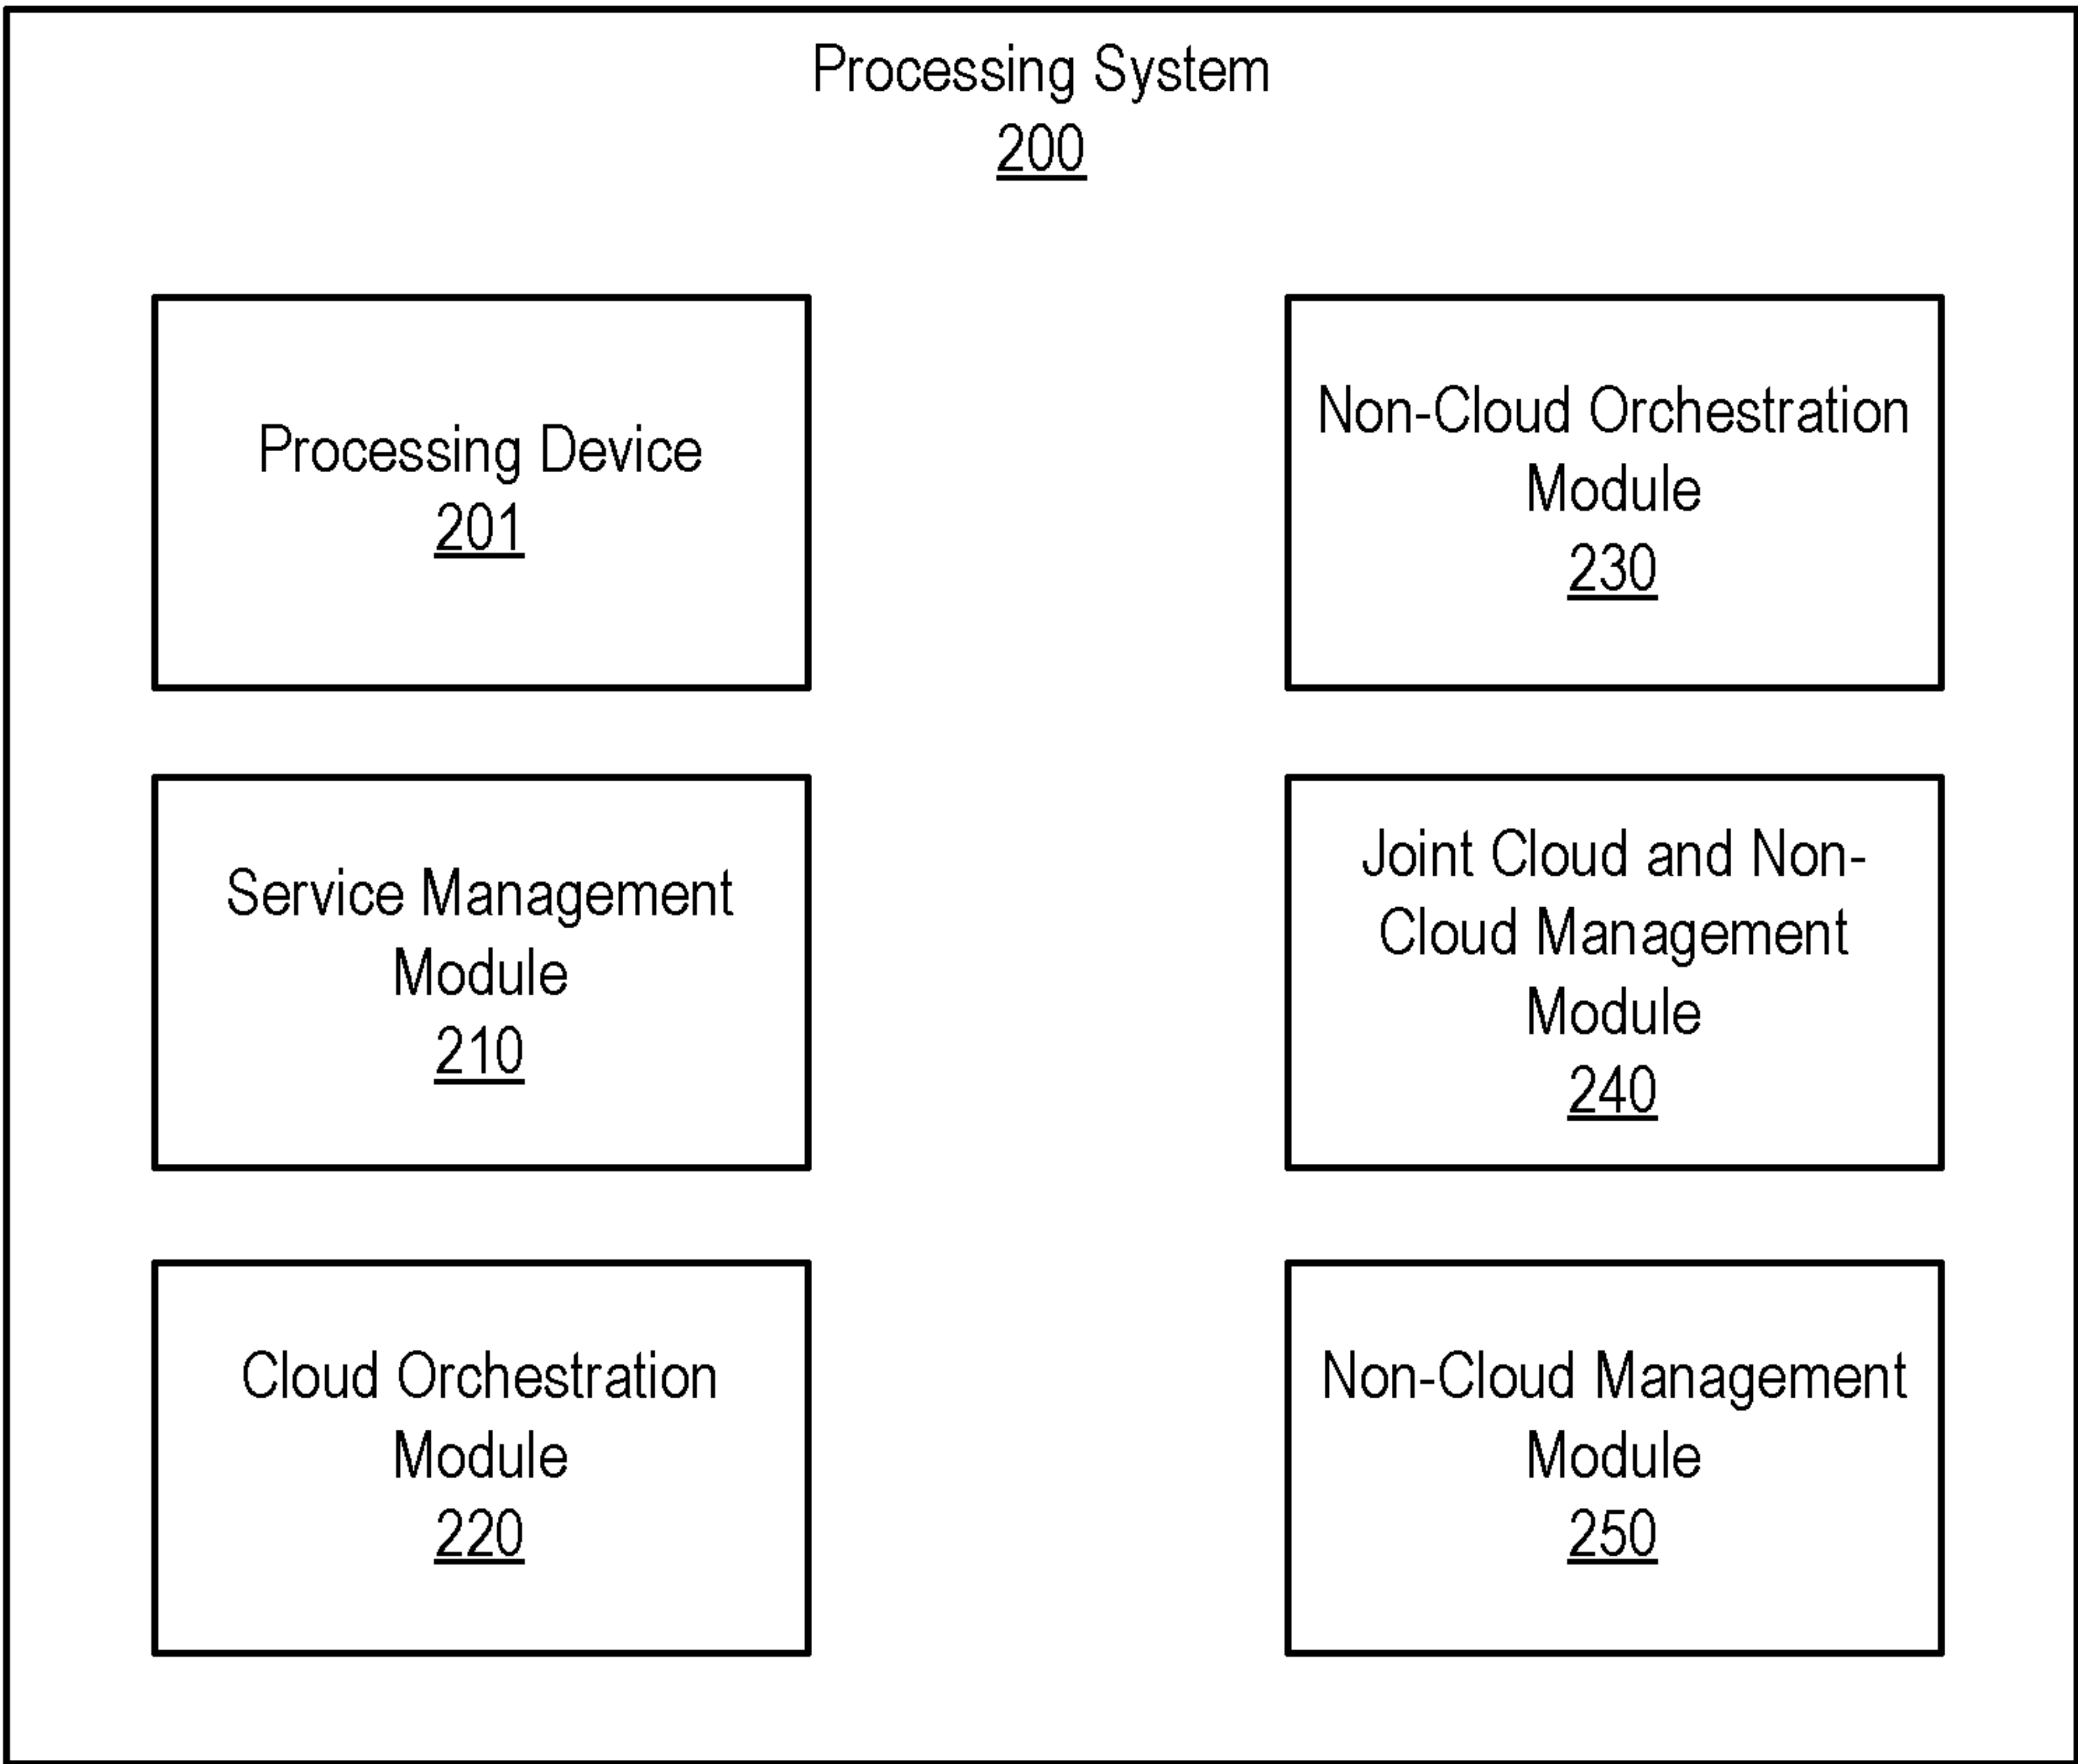 Processing System
200
Processing Device
201
Non-Cloud Orchestration
Module
230
Service Management
Module
210
Joint Cloud and Non-
Cloud Management
Module
240
Cloud Orchestration
Module
220
Non-Cloud Management
Module
250